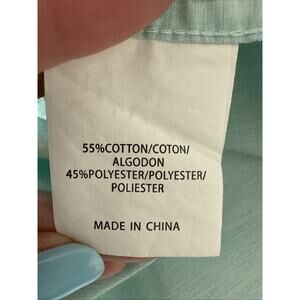 55%COTTON/COTON/
ALGODON
45%POLYESTER/POLYESTER/
POLIESTER
MADE IN CHINA